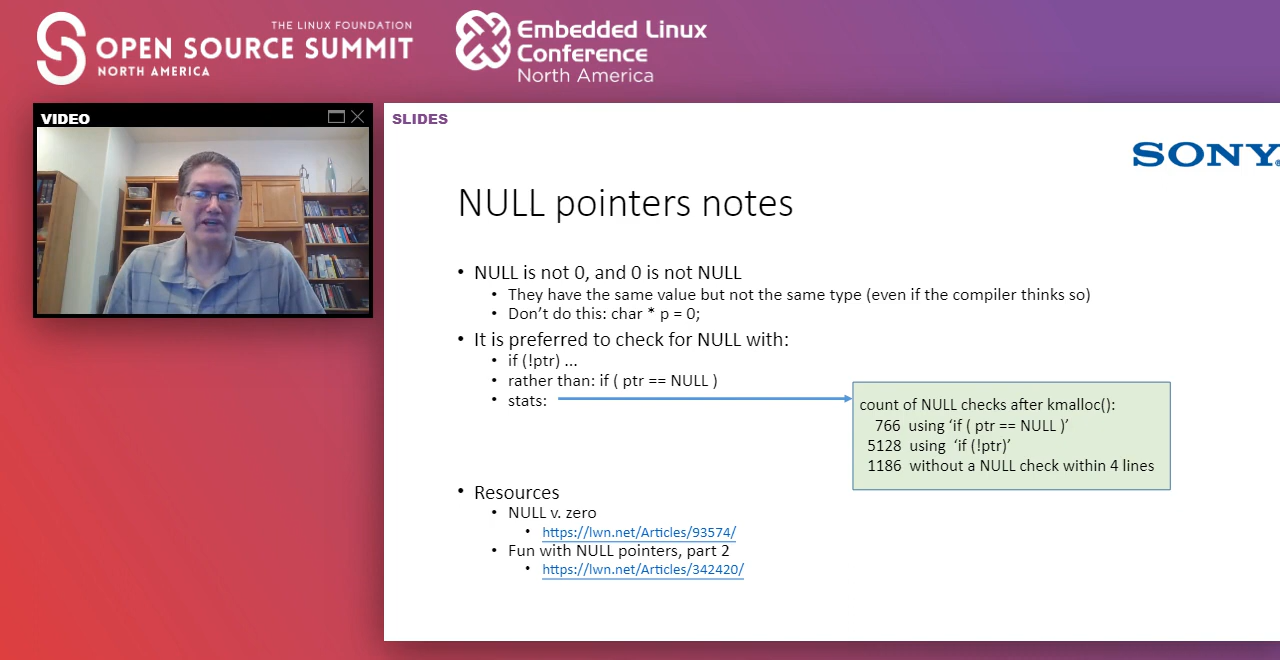 THE LINUX FOUNDATION
OPEN SOURCE SUMMIT
NORTH AMERICA
Embedded Linux
Conference
North America
VIDEO
SLIDES
SONY
NULL pointers notes
• NULL is not 0, and 0 is not NULL
• They have the same value but not the same type (even if the compiler thinks so)
• Don't do this: char * p = 0;
• It is preferred to check for NULL with:
• if (!ptr) ...
• rather than: if ( ptr == NULL )
• stats:
count of NULL checks after kmalloc():
766 using ‘if ( ptr == NULL )’
5128 using ‘if (!ptr)’
1186 without a NULL check within 4 lines
• Resources
• NULL v. zero
• https://lwn.net/Articles/93574/
• Fun with NULL pointers, part 2
• https://lwn.net/Articles/342420/